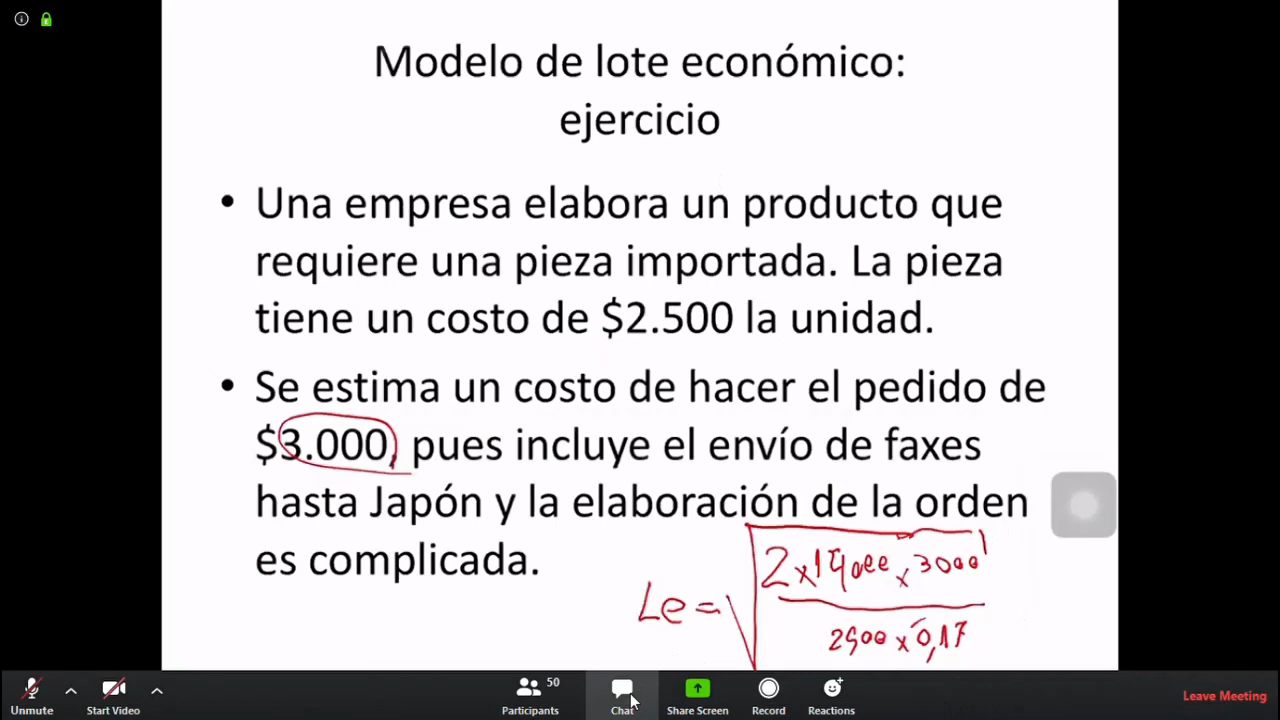 Modelo de lote económico:
ejercicio
• Una empresa elabora un producto que
requiere una pieza importada. La pieza
tiene un costo de $2.500 la unidad.
• Se estima un costo de hacer el pedido de
$3.000, pues incluye el envío de faxes
hasta Japón y la elaboración de la orden
es complicada.
Le = √
2 x x 3000
2500 x 0,17
Unmute
Start Video
50
Participants
Chat
Share Screen
Record
Reactions
Leave Meeting